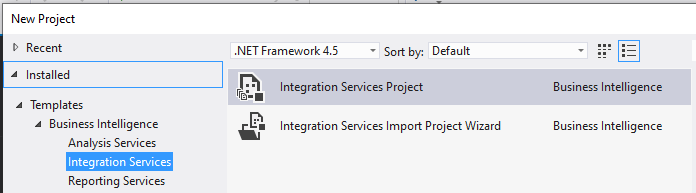 New Project
Recent
.NET Framework 4.5 Sort by: Default
Installed
Integration Services Project Business Intelligence
Templates
Business Intelligence
Integration Services Import Project Wizard Business Intelligence
Analysis Services
Integration Services
Reporting Services